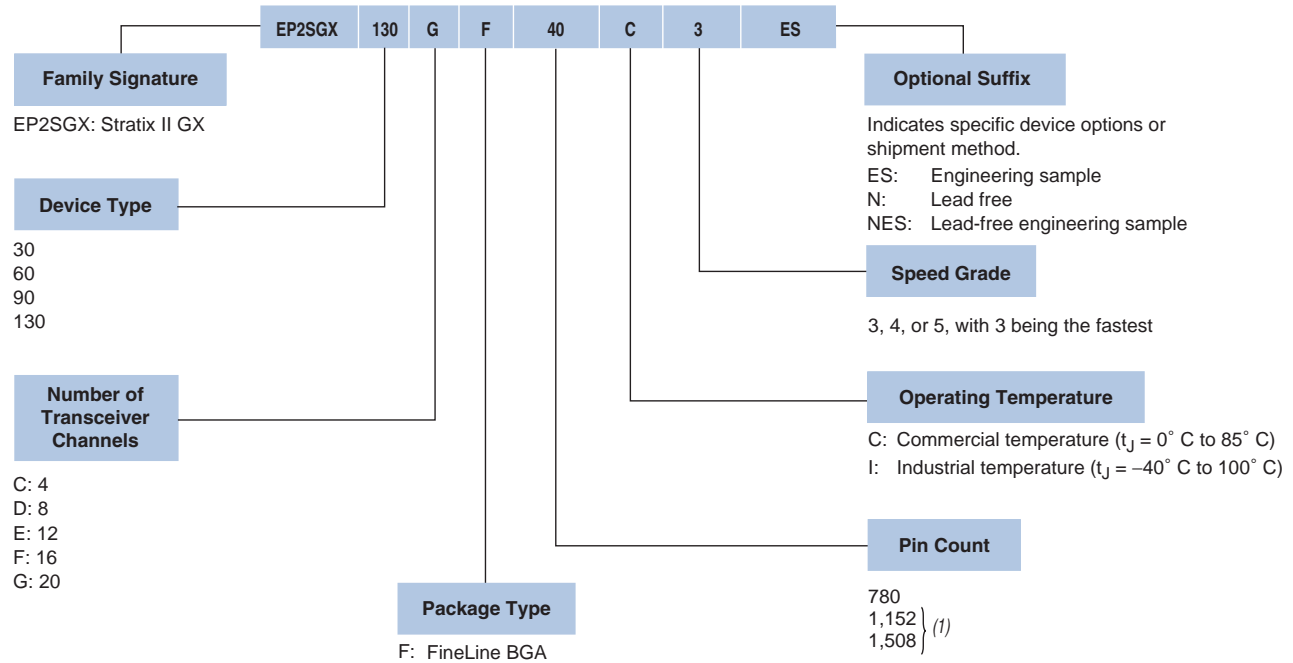 EP2SGX 130 G F 40 C 3 ES
Family Signature
EP2SGX: Stratix II GX
Device Type
30
60
90
130
Number of
Transceiver
Channels
C: 4
D: 8
E: 12
F: 16
G: 20
Package Type
F: FineLine BGA
Optional Suffix
Indicates specific device options or
shipment method.
ES: Engineering sample
N: Lead free
NES: Lead-free engineering sample
Speed Grade
3, 4, or 5, with 3 being the fastest
Operating Temperature
C: Commercial temperature (tJ = 0° C to 85° C)
I: Industrial temperature (tJ = −40° C to 100° C)
Pin Count
780
1,152
1,508
(1)